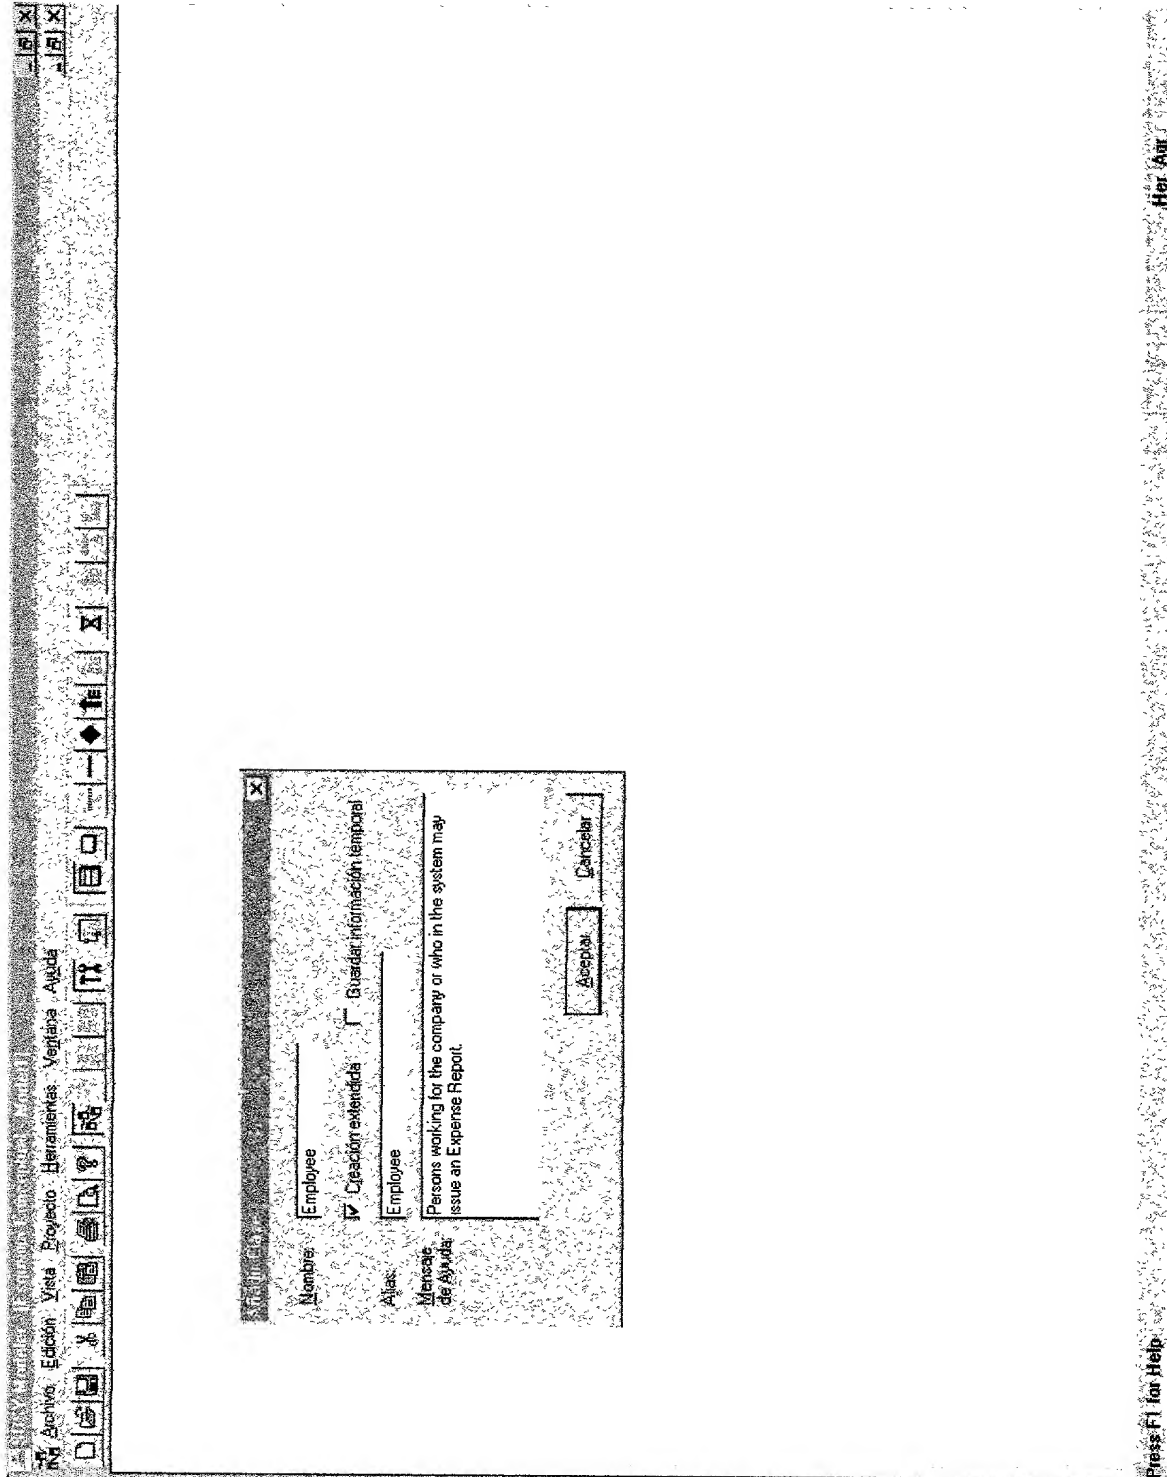 Archivo Edición Vista Proyecto Herramientas Ventana Ayuda
Nombre: Employee
Creación extendida Guardar información temporal
Alias: Employee
Mensaje de Ayuda:
Persons working for the company or who in the system may
issue an Expense Report.
Aceptar Cancelar
Press F1 for Help
Her.